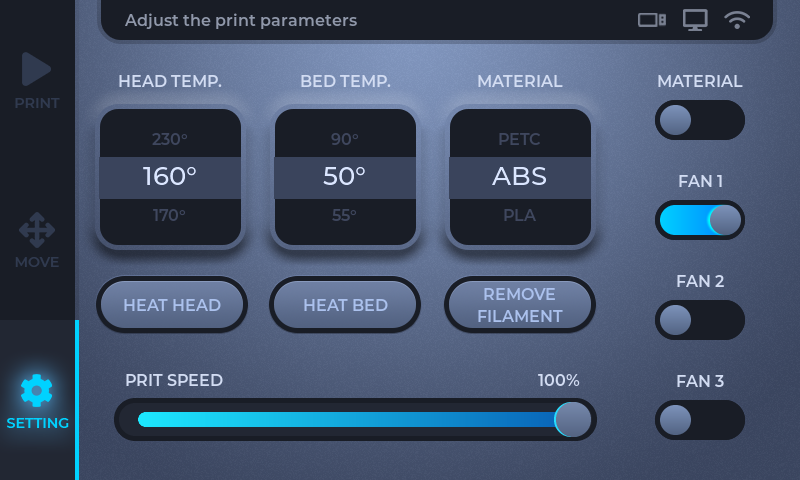 Adjust the print parameters
PRINT
MOVE
SETTING
HEAD TEMP.
230°
160°
170°
HEAT HEAD
BED TEMP.
90°
50°
55°
HEAT BED
MATERIAL
PETC
ABS
PLA
REMOVE
FILAMENT
PRIT SPEED
100%
MATERIAL
FAN 1
FAN 2
FAN 3